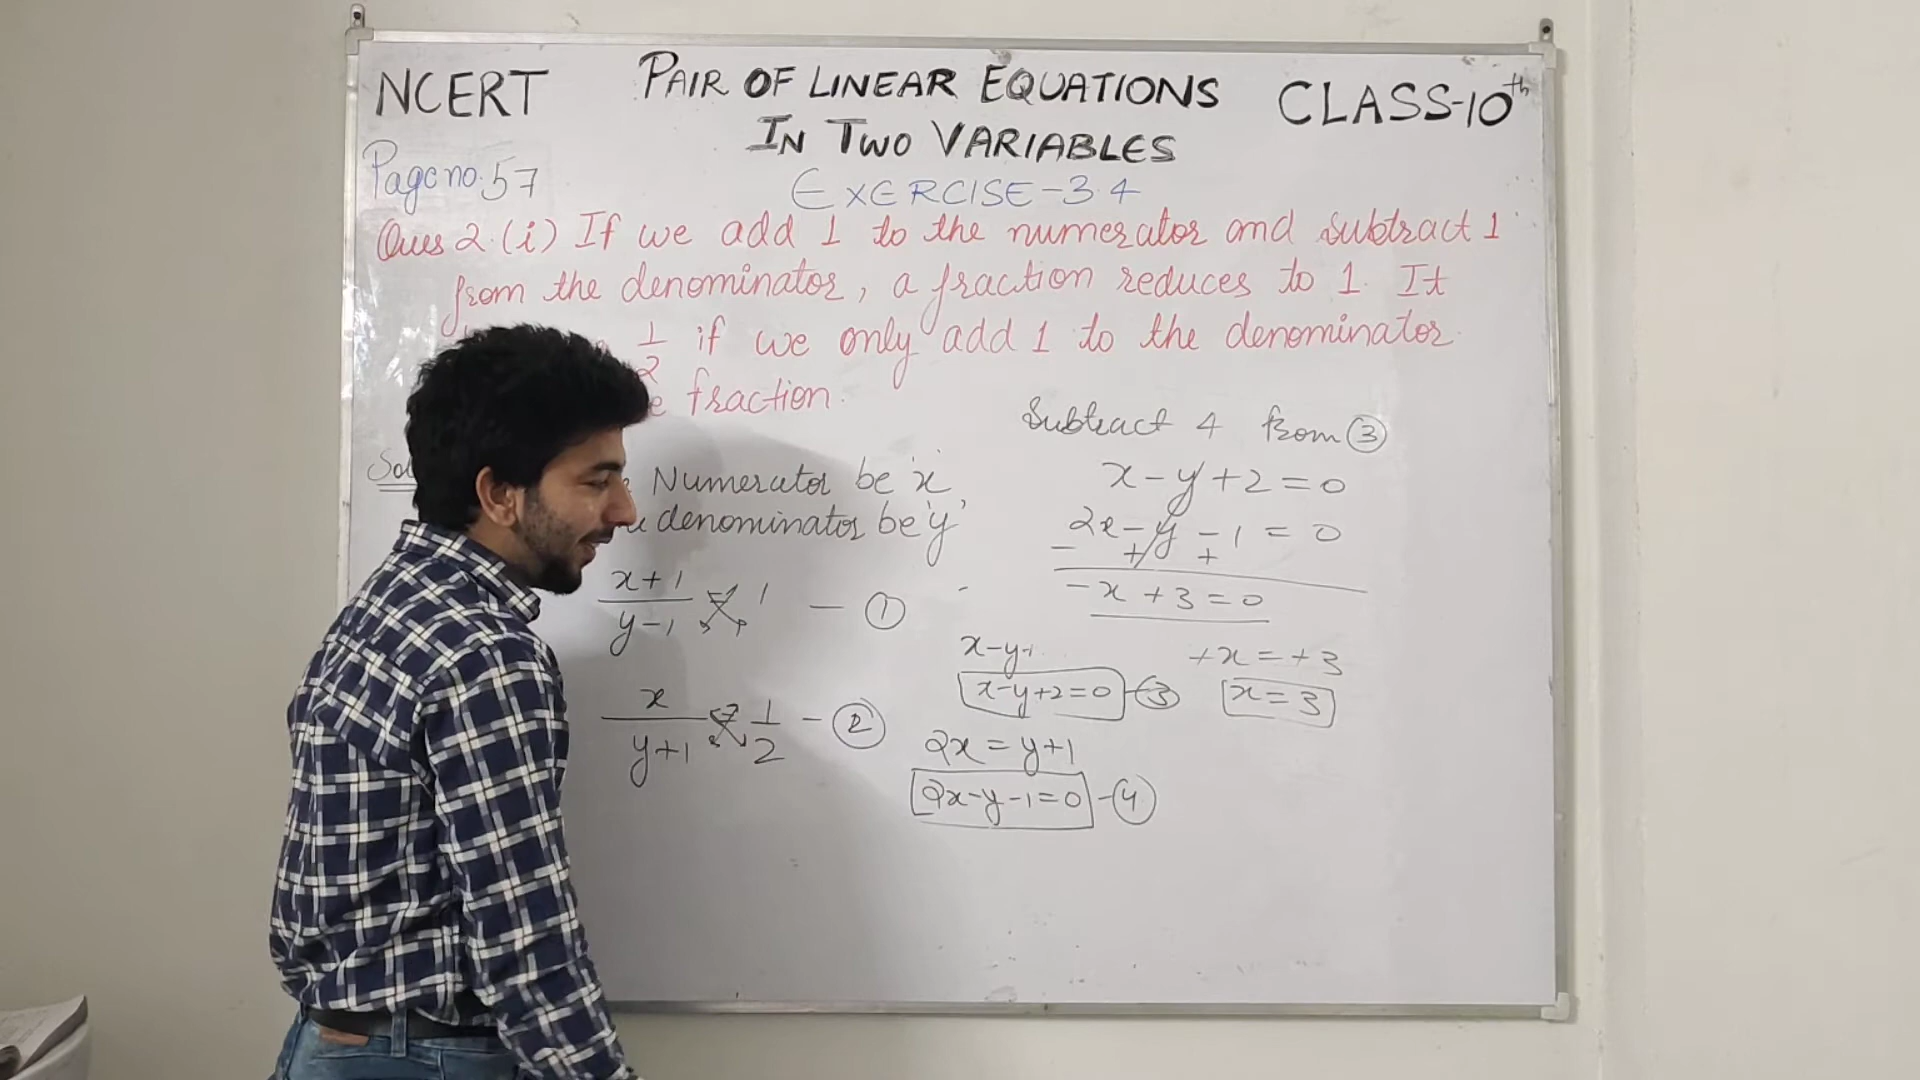 NCERT
PAIR OF LINEAR EQUATIONS
IN TWO VARIABLES
CLASS-10th
Page no. 57
EXERCISE-3.4
Ques 2.(i) If we add 1 to the numerator and subtract 1
from the denominator, a fraction reduces to 1. It
1/2 if we only add 1 to the denominator.
fraction.
Numerator be 'x'
denominator be 'y'
x+1/y-1 = 1 - ①
x/y+1 = 1/2 - ②
x-y+
x-y+2=0 - ③
2x = y+1
2x-y-1=0 - ④
Subtract 4 from ③
x-y+2=0
2x-y-1=0
- + +
-x+3=0
+x=+3
x=3